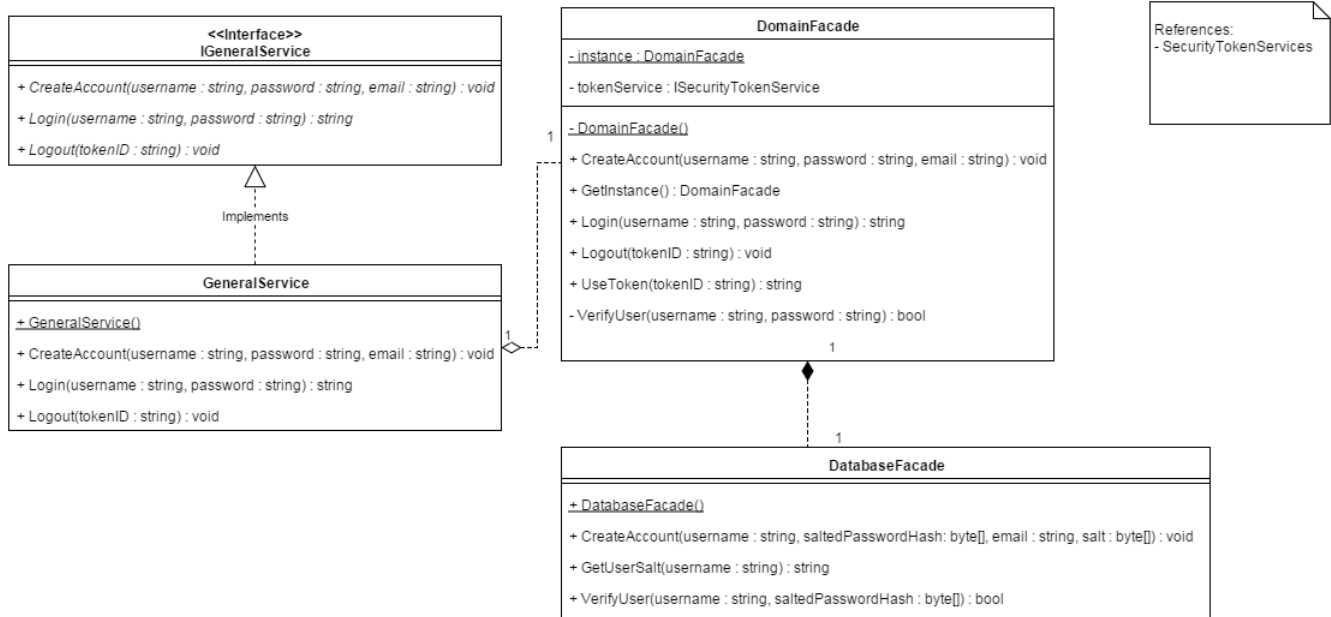 <<Interface>>
IGeneralService
+ CreateAccount(username : string, password : string, email : string) : void
+ Login(username : string, password : string) : string
+ Logout(tokenID : string) : void
Implements
GeneralService
+ GeneralService()
+ CreateAccount(username : string, password : string, email : string) : void
+ Login(username : string, password : string) : string
+ Logout(tokenID : string) : void
1
1
DomainFacade
- instance : DomainFacade
- tokenService : ISecurityTokenService
- DomainFacade()
+ CreateAccount(username : string, password : string, email : string) : void
+ GetInstance() : DomainFacade
+ Login(username : string, password : string) : string
+ Logout(tokenID : string) : void
+ UseToken(tokenID : string) : string
- VerifyUser(username : string, password : string) : bool
1
1
DatabaseFacade
+ DatabaseFacade()
+ CreateAccount(username : string, saltedPasswordHash: byte[], email : string, salt : byte[]) : void
+ GetUserSalt(username : string) : string
+ VerifyUser(username : string, saltedPasswordHash : byte[]) : bool
References:
- SecurityTokenServices